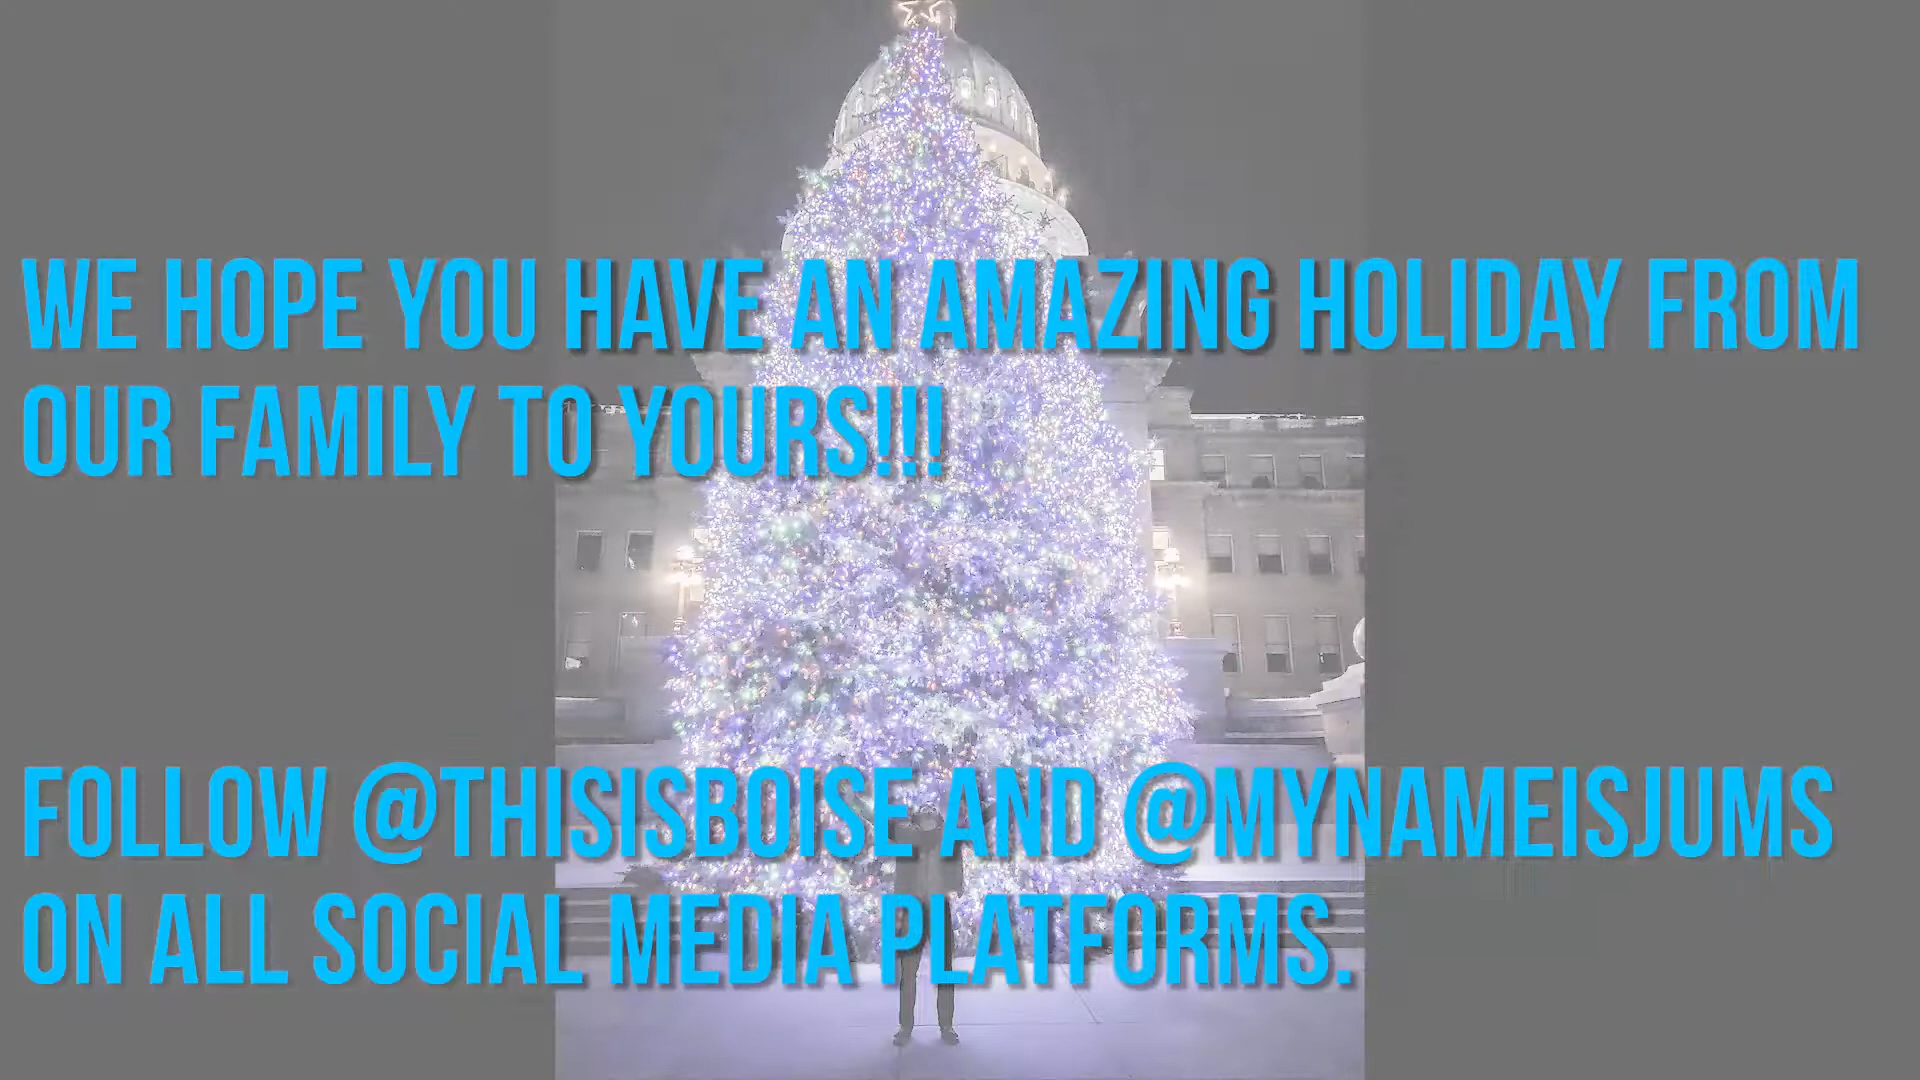 WE HOPE YOU HAVE AN AMAZING HOLIDAY FROM
OUR FAMILY TO YOURS!!!
FOLLOW @THISISBOISE AND @MYNAMEISJUMS
ON ALL SOCIAL MEDIA PLATFORMS.